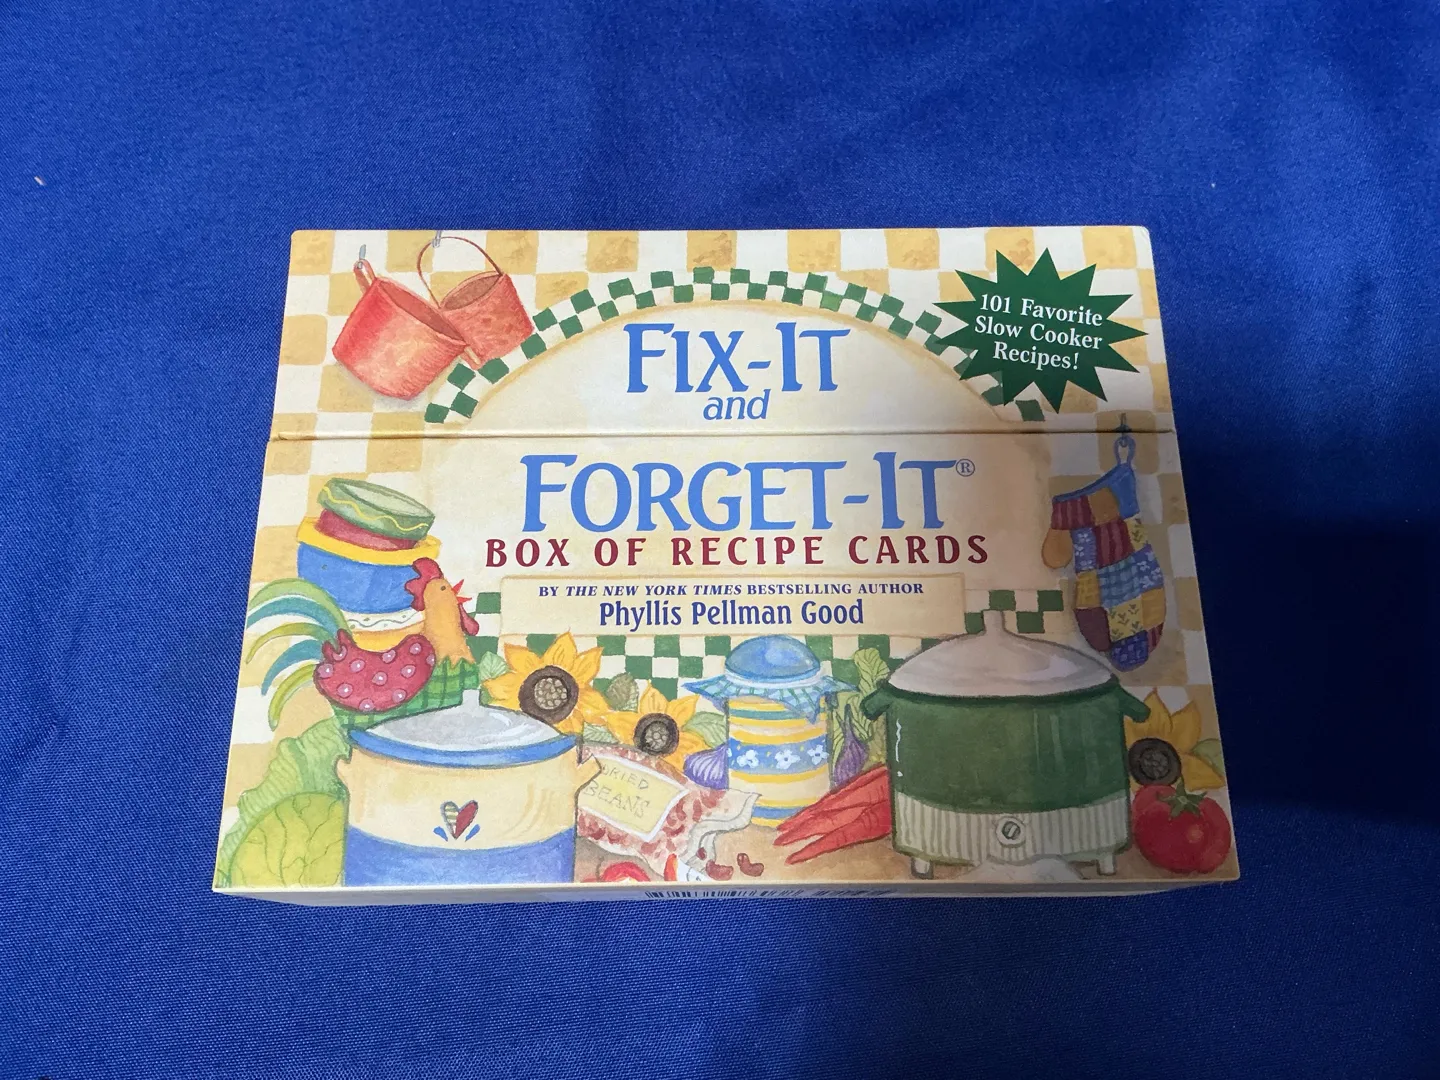 101 Favorite
Slow Cooker
Recipes!
FIX-IT
and
FORGET-IT®
BOX OF RECIPE CARDS
BY THE NEW YORK TIMES BESTSELLING AUTHOR
Phyllis Pellman Good
DRIED
BEANS